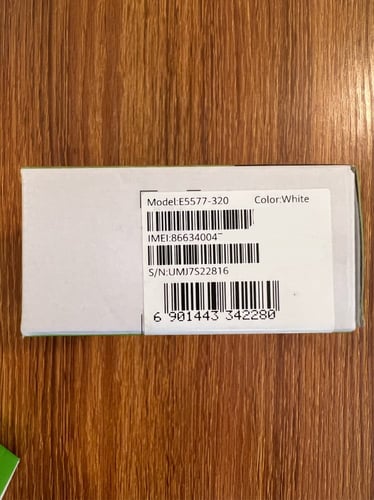 Model:E5577-320 Color:White
IMEI:86634004
S/N:UMJ7S22816
6 901443 342280